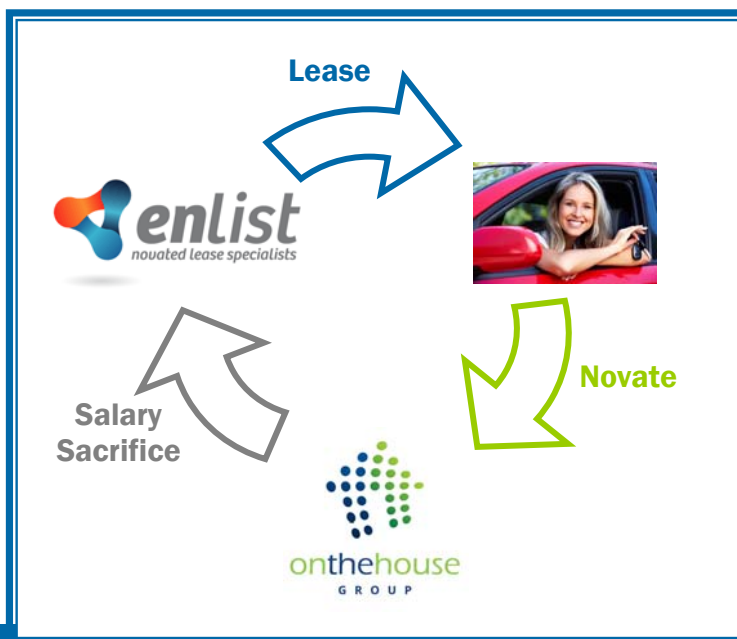 Lease
enlist
novated lease specialists
Novate
Salary
Sacrifice
onthehouse
GROUP